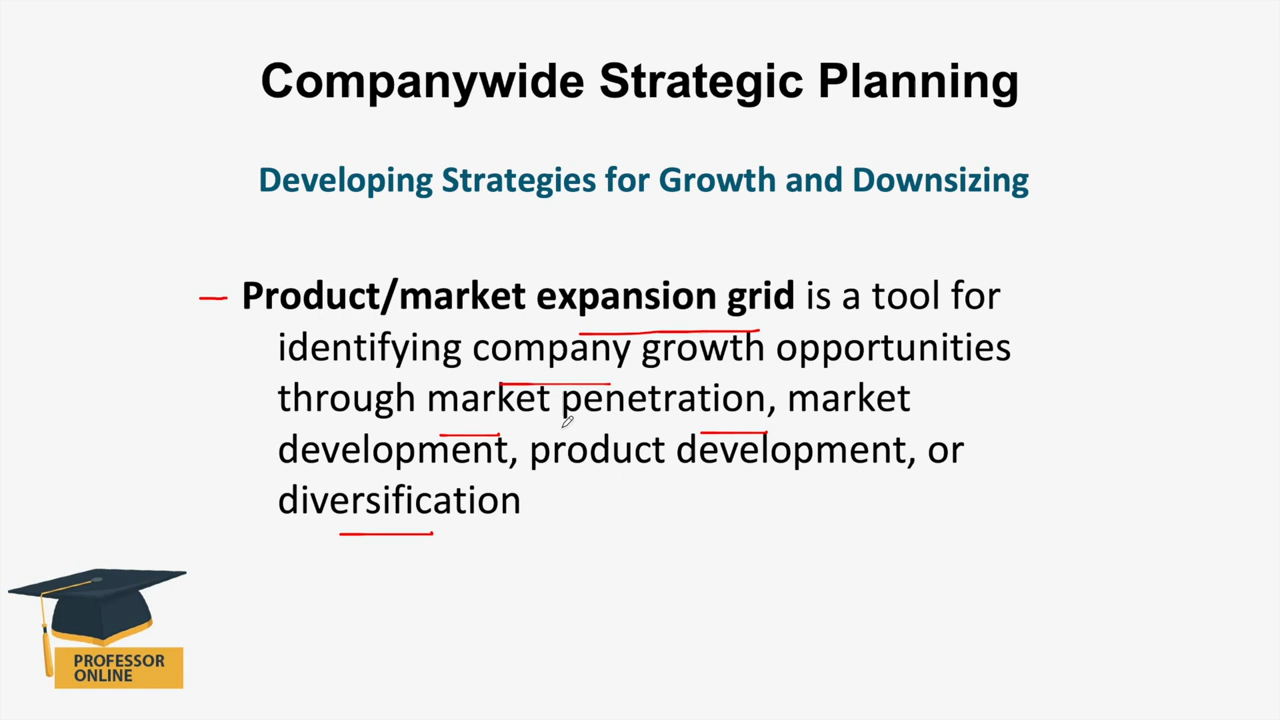 Companywide Strategic Planning
Developing Strategies for Growth and Downsizing
– Product/market expansion grid is a tool for
identifying company growth opportunities
through market penetration, market
development, product development, or
diversification
PROFESSOR
ONLINE